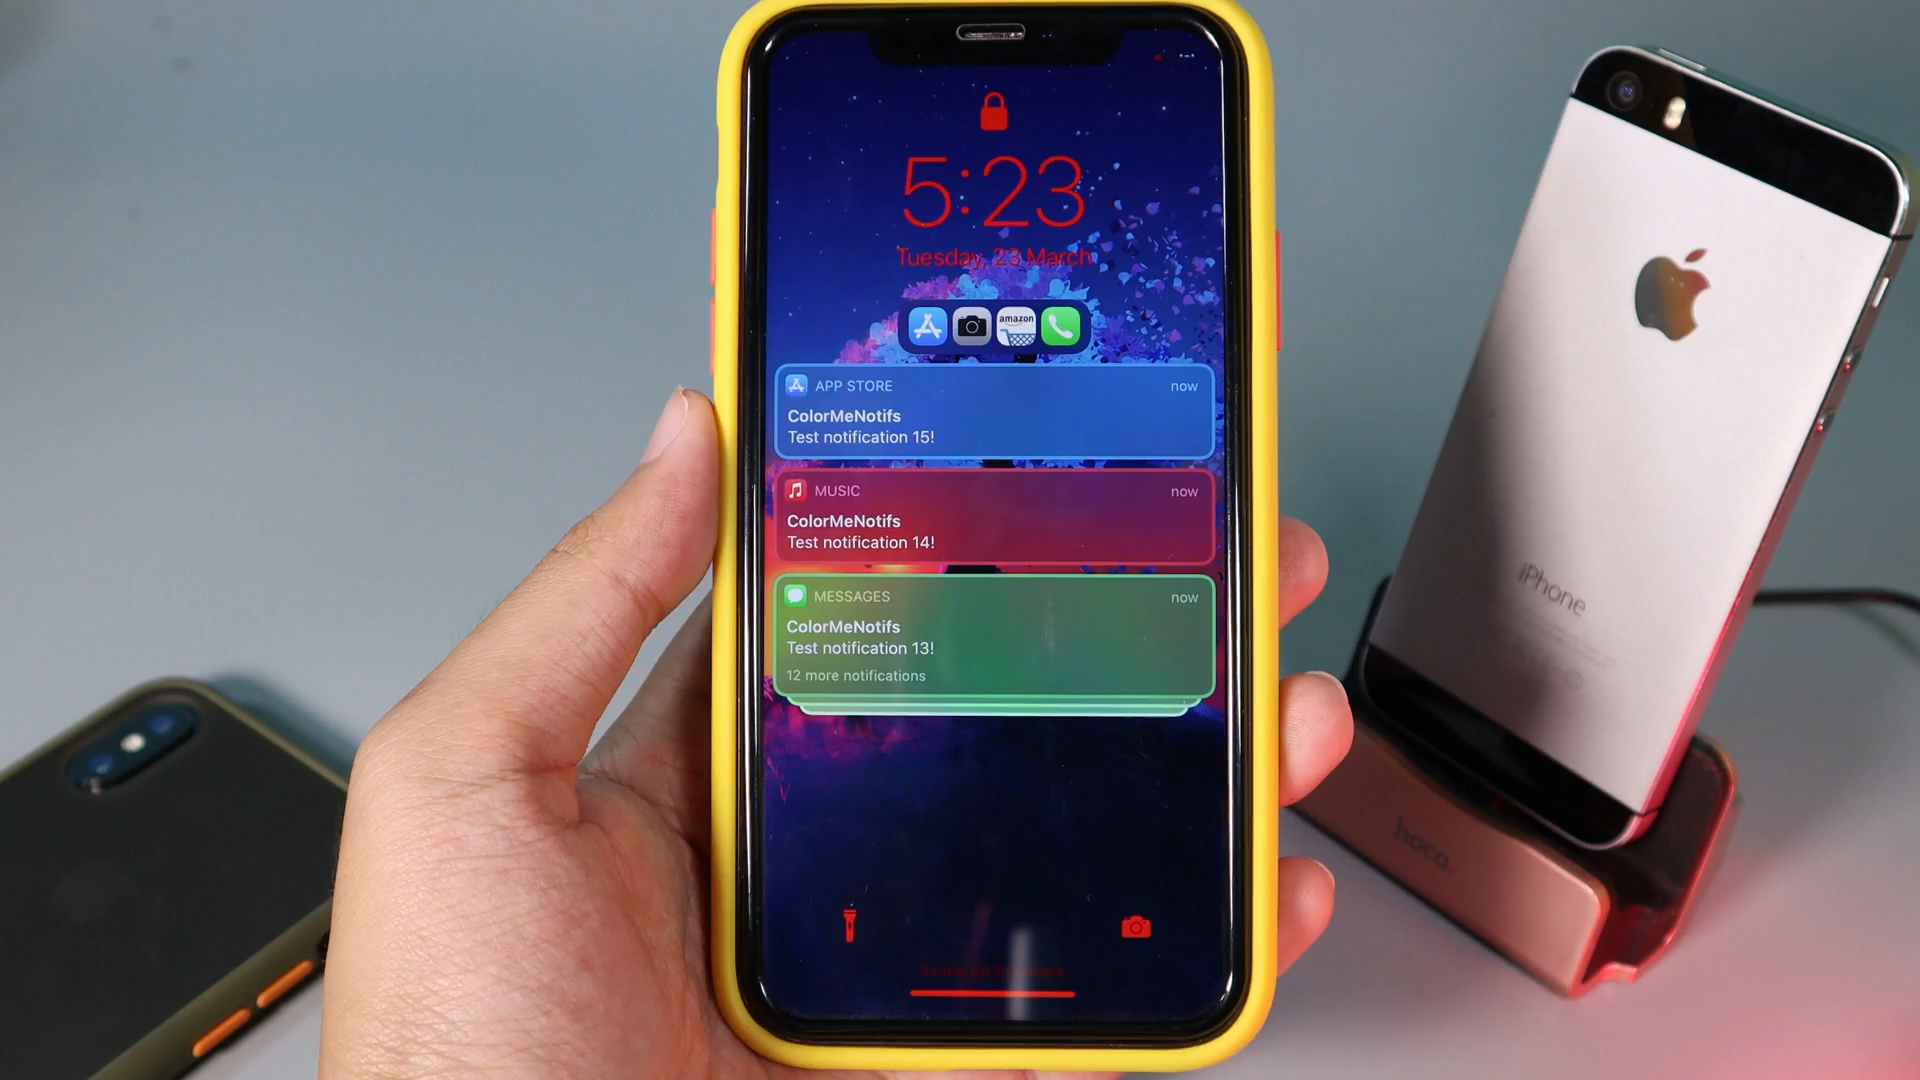 5:23
Tuesday, 23 March
amazon
APP STORE now
ColorMeNotifs
Test notification 15!
MUSIC now
ColorMeNotifs
Test notification 14!
MESSAGES now
ColorMeNotifs
Test notification 13!
12 more notifications
iPhone
hoco.